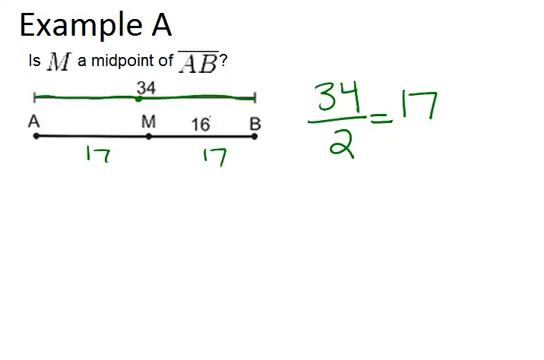 Example A
Is M a midpoint of AB?
34
A M 16 B
17 17
34
2
=17